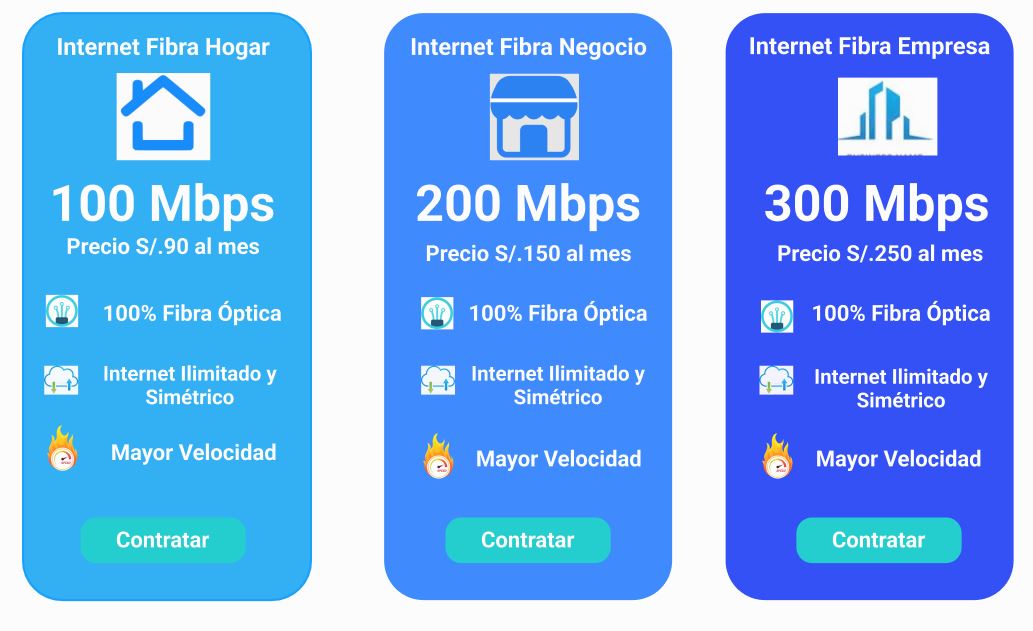 Internet Fibra Hogar
100 Mbps
Precio S/.90 al mes
100% Fibra Óptica
Internet Ilimitado y
Simétrico
Mayor Velocidad
Contratar
Internet Fibra Negocio
200 Mbps
Precio S/.150 al mes
100% Fibra Óptica
Internet Ilimitado y
Simétrico
Mayor Velocidad
Contratar
Internet Fibra Empresa
300 Mbps
Precio S/.250 al mes
100% Fibra Óptica
Internet Ilimitado y
Simétrico
Mayor Velocidad
Contratar